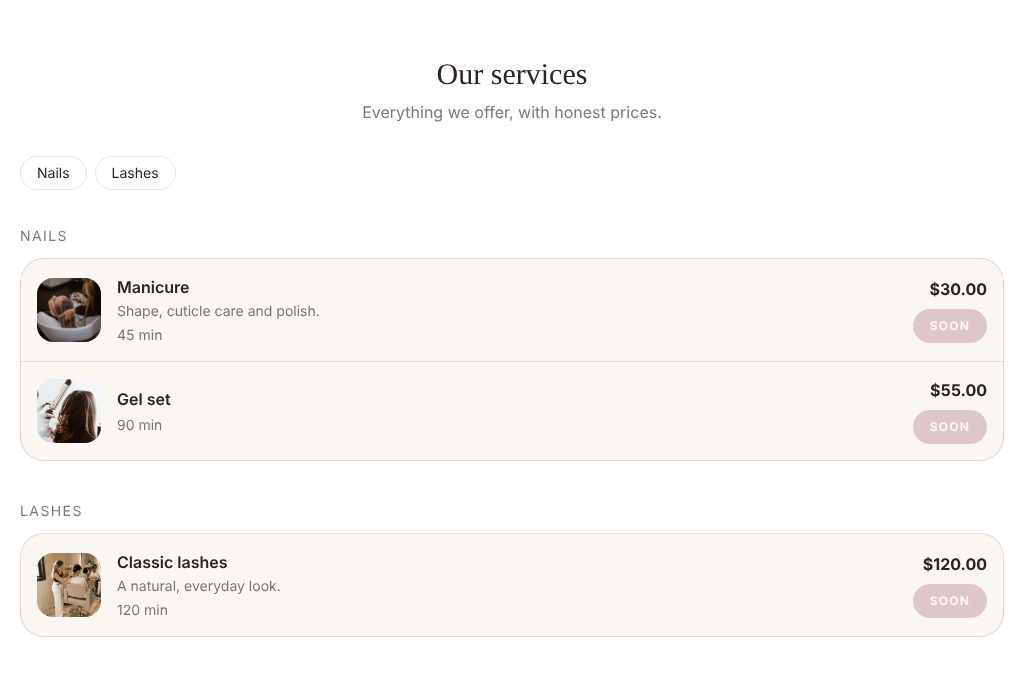 Our services
Everything we offer, with honest prices.
Nails
Lashes
NAILS
Manicure
Shape, cuticle care and polish.
45 min
$30.00
SOON
Gel set
90 min
$55.00
SOON
LASHES
Classic lashes
A natural, everyday look.
120 min
$120.00
SOON